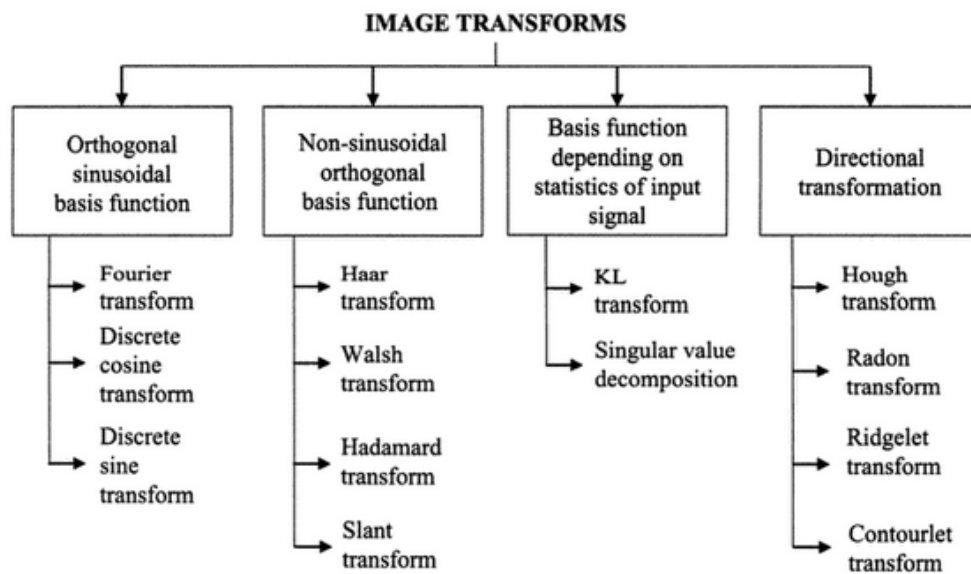 IMAGE TRANSFORMS
Orthogonal
sinusoidal
basis function
Fourier
transform
Discrete
cosine
transform
Discrete
sine
transform
Non-sinusoidal
orthogonal
basis function
Haar
transform
Walsh
transform
Hadamard
transform
Slant
transform
Basis function
depending on
statistics of input
signal
KL
transform
Singular value
decomposition
Directional
transformation
Hough
transform
Radon
transform
Ridgelet
transform
Contourlet
transform